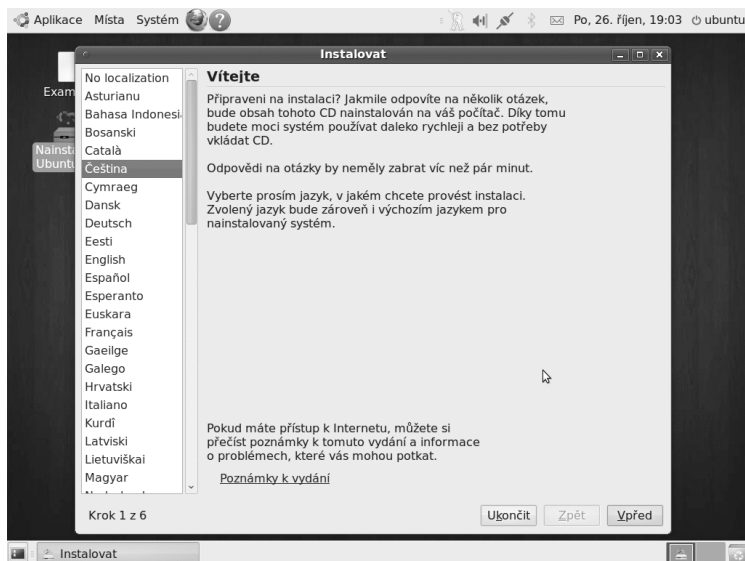 Aplikace Místa Systém ? Po, 26. říjen, 19:03 ubuntu
Exam
Nainsta
Ubuntu
Instalovat
No localization
Asturianu
Bahasa Indonesi
Bosanski
Català
Čeština
Cymraeg
Dansk
Deutsch
Eesti
English
Español
Esperanto
Euskara
Français
Gaeilge
Galego
Hrvatski
Italiano
Kurdî
Latviski
Lietuviškai
Magyar
Vítejte
Připraveni na instalaci? Jakmile odpovíte na několik otázek,
bude obsah tohoto CD nainstalován na váš počítač. Díky tomu
budete moci systém používat daleko rychleji a bez potřeby
vkládat CD.
Odpovědi na otázky by neměly zabrat víc než pár minut.
Vyberte prosím jazyk, v jakém chcete provést instalaci.
Zvolený jazyk bude zároveň i výchozím jazykem pro
nainstalovaný systém.
Pokud máte přístup k Internetu, můžete si
přečíst poznámky k tomuto vydání a informace
o problémech, které vás mohou potkat.
Poznámky k vydání
Krok 1 z 6
Ukončit Zpět Vpřed
Instalovat